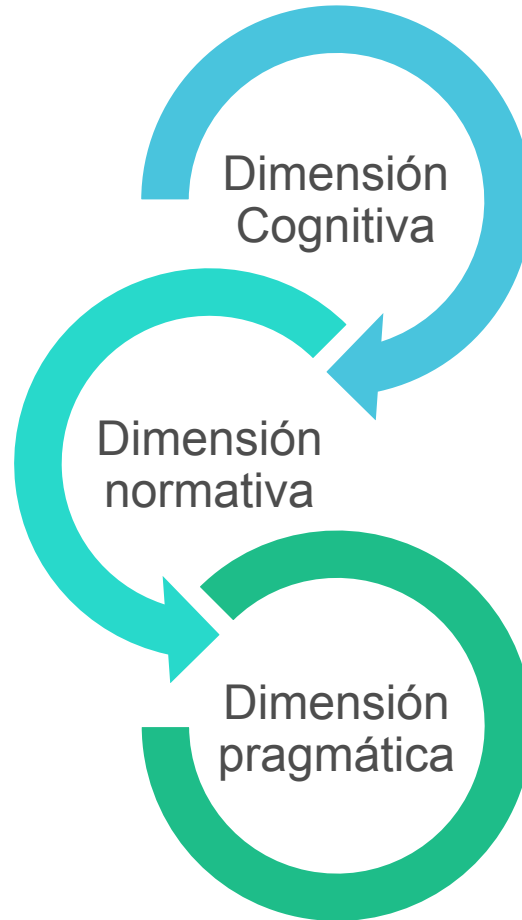 Dimensión
Cognitiva
Dimensión
normativa
Dimensión
pragmática